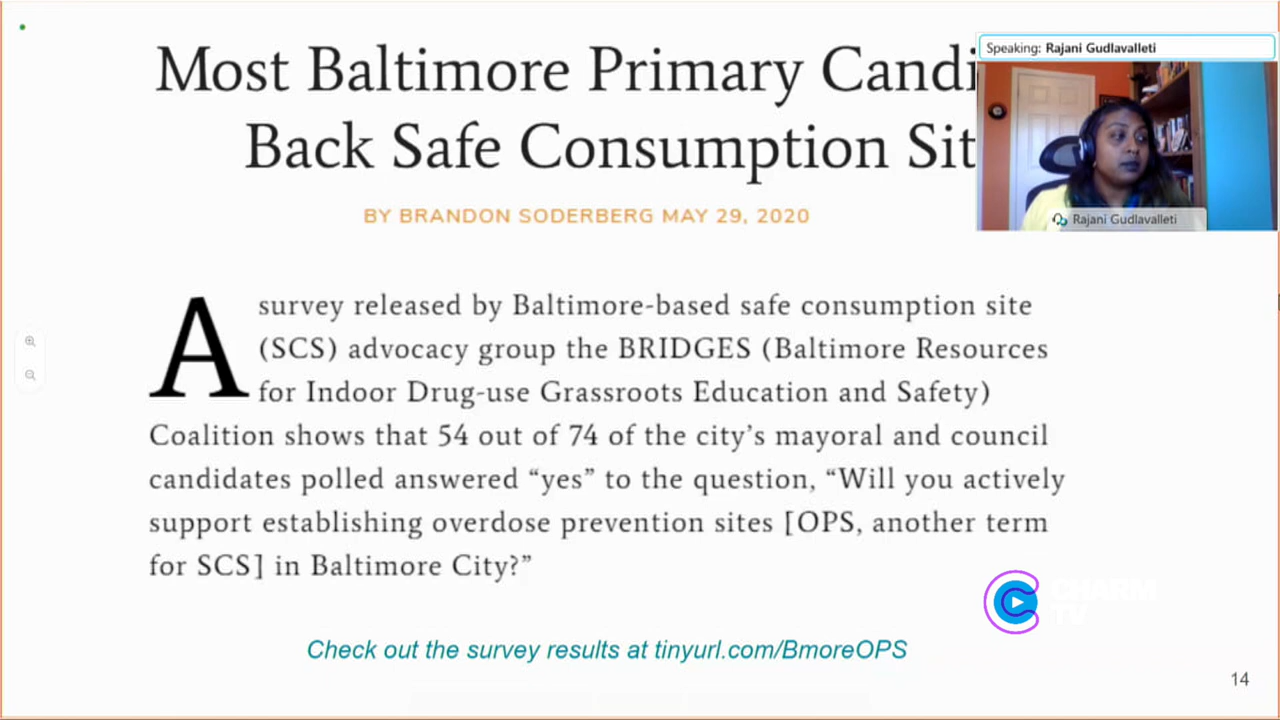 Most Baltimore Primary Candi
Back Safe Consumption Sit
BY BRANDON SODERBERG MAY 29, 2020
Speaking: Rajani Gudlavalleti
Rajani Gudlavalleti
A survey released by Baltimore-based safe consumption site
(SCS) advocacy group the BRIDGES (Baltimore Resources
for Indoor Drug-use Grassroots Education and Safety)
Coalition shows that 54 out of 74 of the city’s mayoral and council
candidates polled answered “yes” to the question, “Will you actively
support establishing overdose prevention sites [OPS, another term
for SCS] in Baltimore City?”
CHARM
TV
Check out the survey results at tinyurl.com/BmoreOPS
14